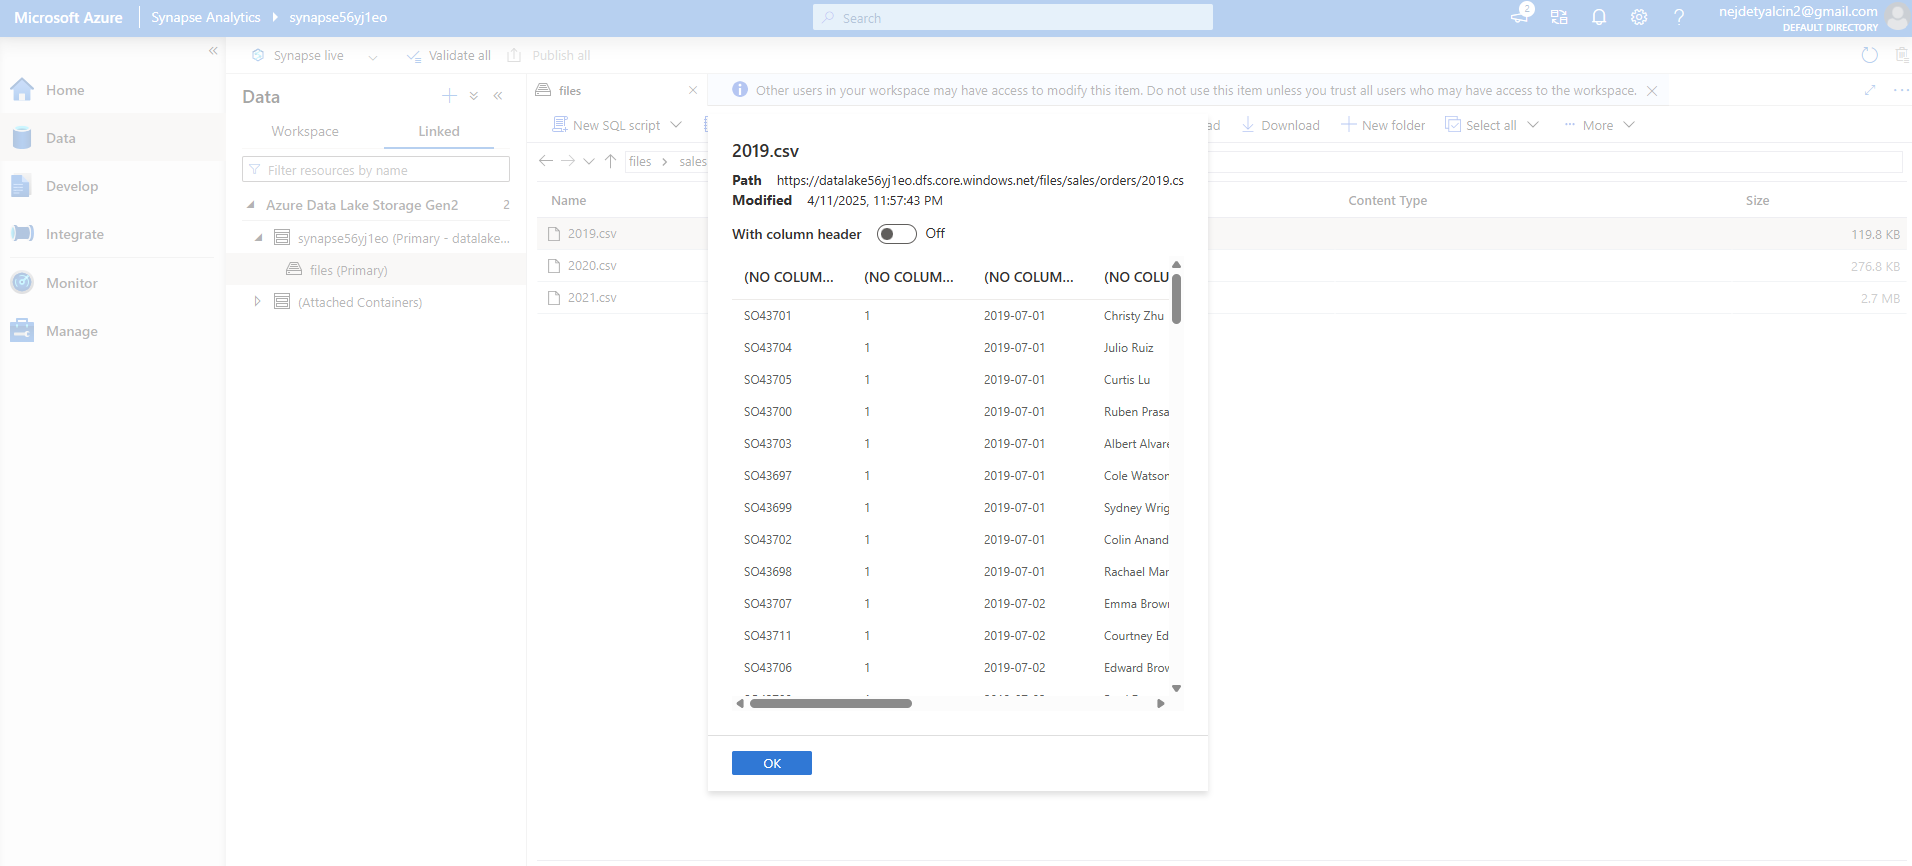 Microsoft Azure
Synapse Analytics
synapse56yj1eo
Search
2
nejdetyalcin2@gmail.com
DEFAULT DIRECTORY
Synapse live
Validate all
Publish all
Home
Data
Develop
Integrate
Monitor
Manage
Data
Workspace
Linked
Filter resources by name
Azure Data Lake Storage Gen2 2
synapse56yj1eo (Primary - datalake...
files (Primary)
(Attached Containers)
files
Other users in your workspace may have access to modify this item. Do not use this item unless you trust all users who may have access to the workspace.
New SQL script
ad
Download
New folder
Select all
More
files
sales
Name
Content Type
Size
2019.csv 119.8 KB
2020.csv 276.8 KB
2021.csv 2.7 MB
2019.csv
Path https://datalake56yj1eo.dfs.core.windows.net/files/sales/orders/2019.cs
Modified 4/11/2025, 11:57:43 PM
With column header Off
(NO COLUM... (NO COLUM... (NO COLUM... (NO COLU
SO43701 1 2019-07-01 Christy Zhu
SO43704 1 2019-07-01 Julio Ruiz
SO43705 1 2019-07-01 Curtis Lu
SO43700 1 2019-07-01 Ruben Prasa
SO43703 1 2019-07-01 Albert Alvare
SO43697 1 2019-07-01 Cole Watson
SO43699 1 2019-07-01 Sydney Wrig
SO43702 1 2019-07-01 Colin Anand
SO43698 1 2019-07-01 Rachael Mar
SO43707 1 2019-07-02 Emma Brown
SO43711 1 2019-07-02 Courtney Ed
SO43706 1 2019-07-02 Edward Brow
OK